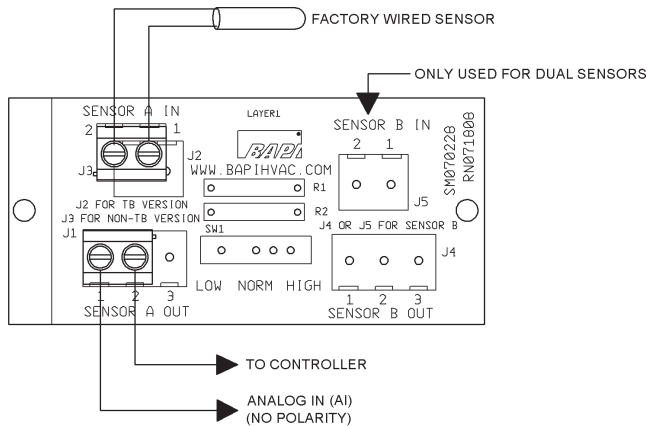 FACTORY WIRED SENSOR
ONLY USED FOR DUAL SENSORS
SENSOR A IN
2 1
J2
J3
LAYER1
BAPI
WWW.BAPIHVAC.COM
SENSOR B IN
2 1
J5
SM070228
RN071808
R1
R2
J2 FOR TB VERSION
J3 FOR NON-TB VERSION
J4 OR J5 FOR SENSOR B
J1
SW1
J4
LOW NORM HIGH
1 2 3
SENSOR A OUT
1 2 3
SENSOR B OUT
TO CONTROLLER
ANALOG IN (AI)
(NO POLARITY)